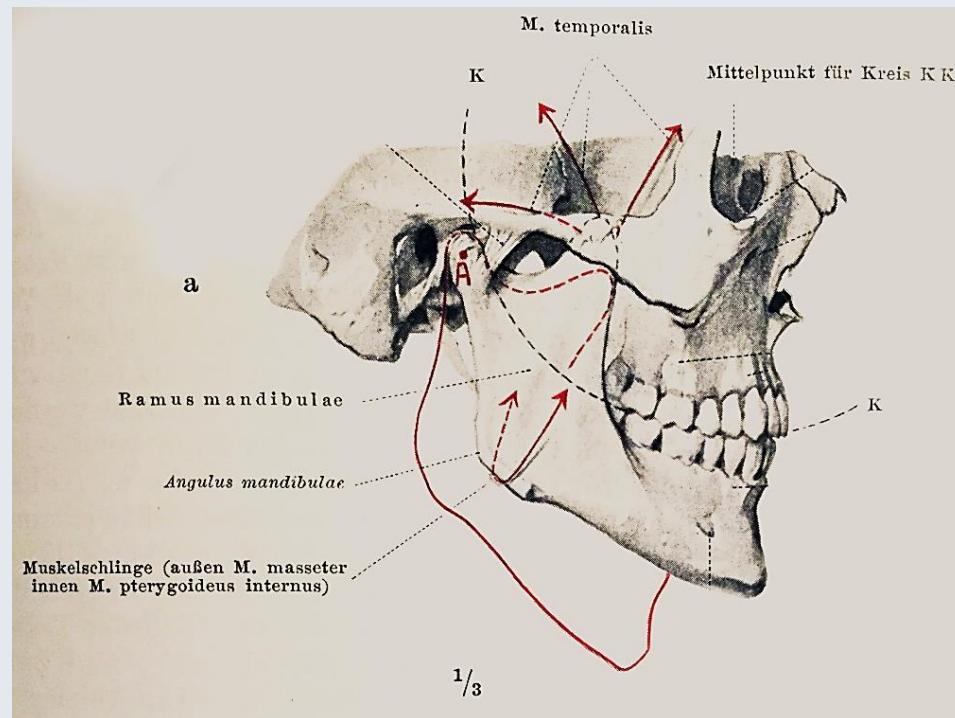 M. temporalis
K
Mittelpunkt für Kreis K K
a
A
Ramus mandibulae
K
Angulus mandibulae
Muskelschlinge (außen M. masseter
innen M. pterygoideus internus)
1/3